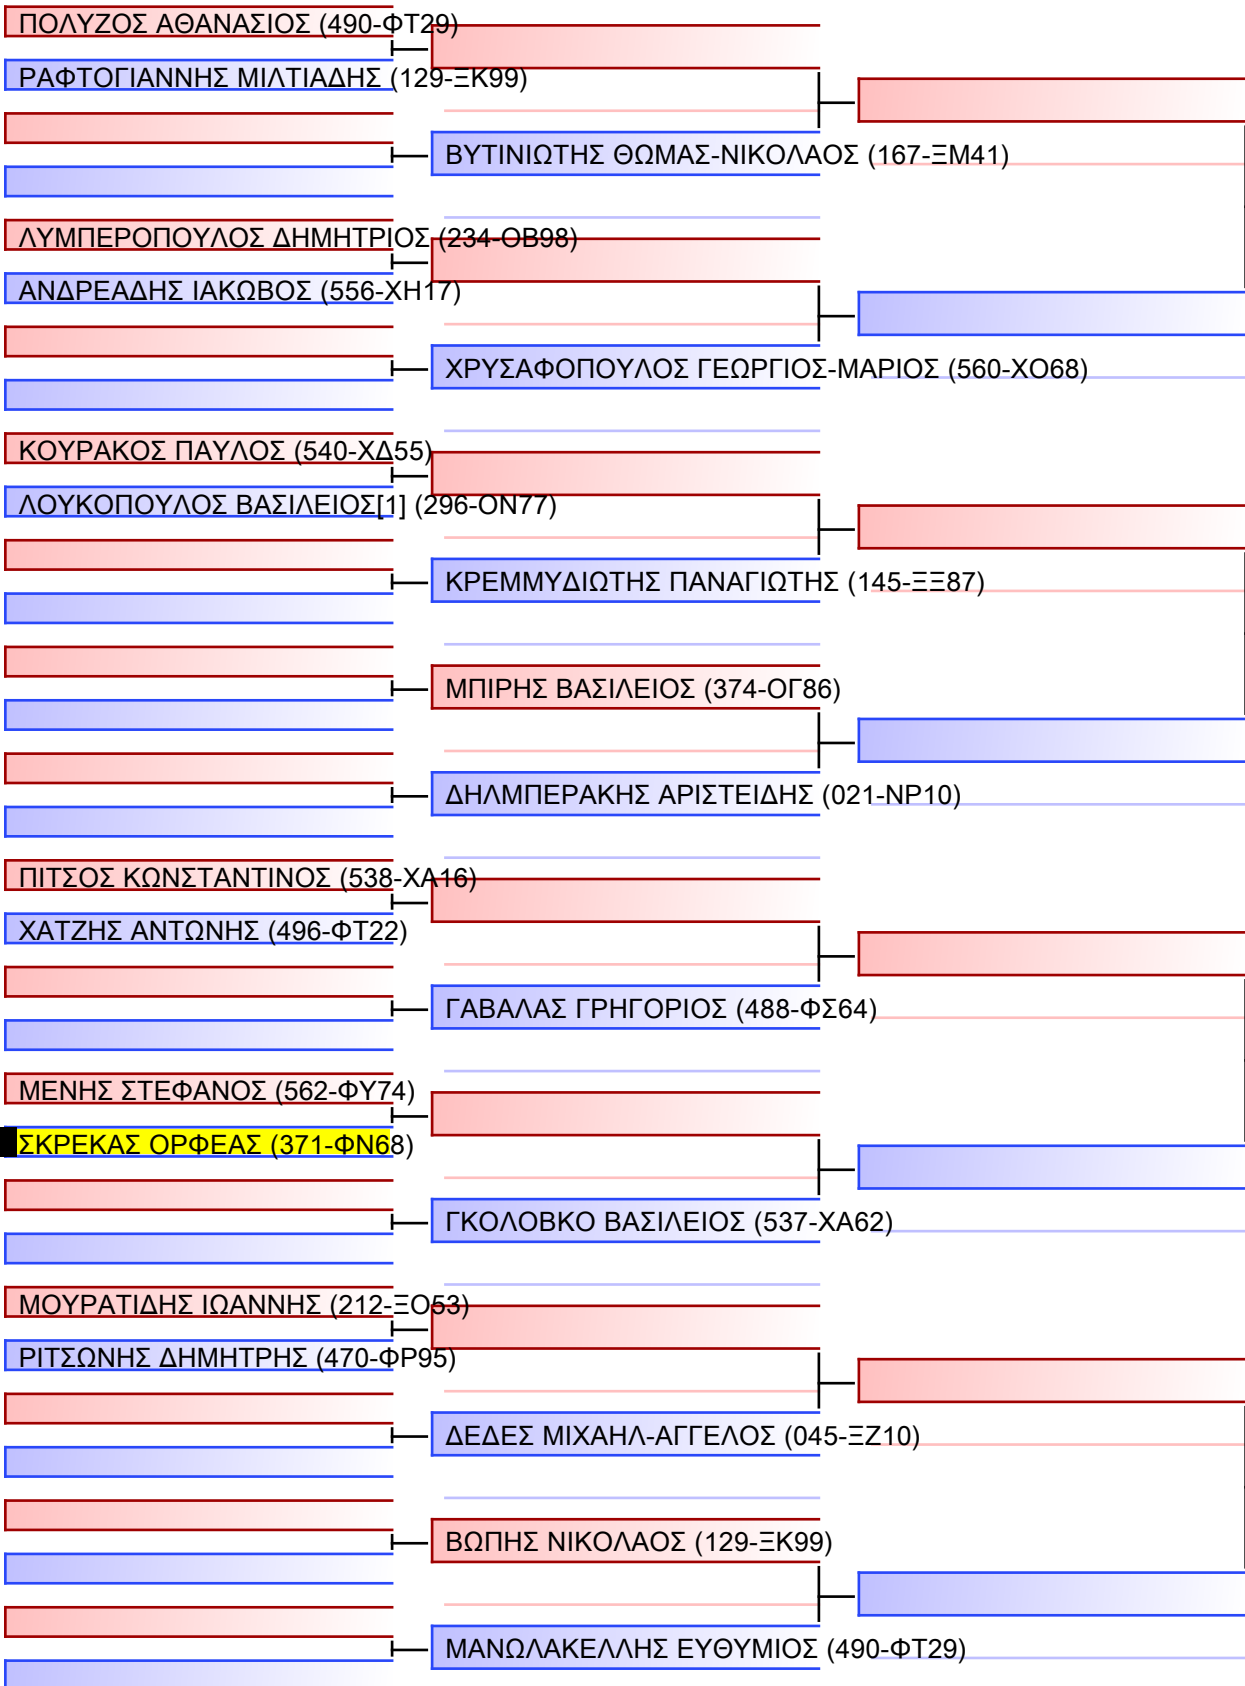 ΠΟΛΥΖΟΣ ΑΘΑΝΑΣΙΟΣ (490-ΦΤ29)
ΡΑΦΤΟΓΙΑΝΝΗΣ ΜΙΛΤΙΑΔΗΣ (129-ΞΚ99)
ΒΥΤΙΝΙΩΤΗΣ ΘΩΜΑΣ-ΝΙΚΟΛΑΟΣ (167-ΞΜ41)
ΛΥΜΠΕΡΟΠΟΥΛΟΣ ΔΗΜΗΤΡΙΟΣ (234-ΟΒ98)
ΑΝΔΡΕΑΔΗΣ ΙΑΚΩΒΟΣ (556-ΧΗ17)
ΧΡΥΣΑΦΟΠΟΥΛΟΣ ΓΕΩΡΓΙΟΣ-ΜΑΡΙΟΣ (560-ΧΟ68)
ΚΟΥΡΑΚΟΣ ΠΑΥΛΟΣ (540-ΧΔ55)
ΛΟΥΚΟΠΟΥΛΟΣ ΒΑΣΙΛΕΙΟΣ[1] (296-ΟΝ77)
ΚΡΕΜΜΥΔΙΩΤΗΣ ΠΑΝΑΓΙΩΤΗΣ (145-ΞΞ87)
ΜΠΙΡΗΣ ΒΑΣΙΛΕΙΟΣ (374-ΟΓ86)
ΔΗΛΜΠΕΡΑΚΗΣ ΑΡΙΣΤΕΙΔΗΣ (021-ΝΡ10)
ΠΙΤΣΟΣ ΚΩΝΣΤΑΝΤΙΝΟΣ (538-ΧΑ16)
ΧΑΤΖΗΣ ΑΝΤΩΝΗΣ (496-ΦΤ22)
ΓΑΒΑΛΑΣ ΓΡΗΓΟΡΙΟΣ (488-ΦΣ64)
ΜΕΝΗΣ ΣΤΕΦΑΝΟΣ (562-ΦΥ74)
ΣΚΡΕΚΑΣ ΟΡΦΕΑΣ (371-ΦΝ68)
ΓΚΟΛΟΒΚΟ ΒΑΣΙΛΕΙΟΣ (537-ΧΑ62)
ΜΟΥΡΑΤΙΔΗΣ ΙΩΑΝΝΗΣ (212-ΞΟ53)
ΡΙΤΣΩΝΗΣ ΔΗΜΗΤΡΗΣ (470-ΦΡ95)
ΔΕΔΕΣ ΜΙΧΑΗΛ-ΑΓΓΕΛΟΣ (045-ΞΖ10)
ΒΩΠΗΣ ΝΙΚΟΛΑΟΣ (129-ΞΚ99)
ΜΑΝΩΛΑΚΕΛΛΗΣ ΕΥΘΥΜΙΟΣ (490-ΦΤ29)